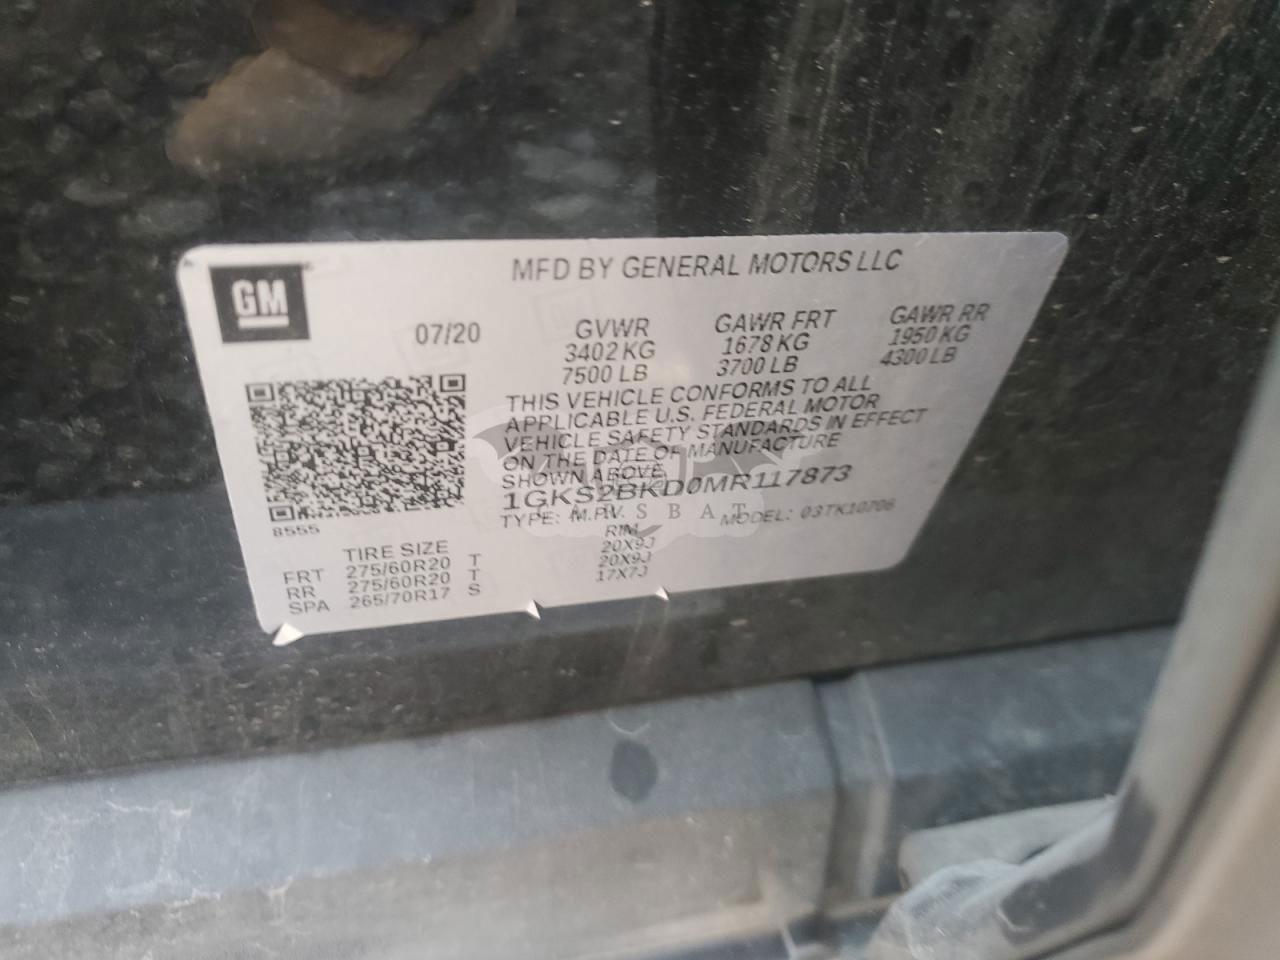 GM
MFD BY GENERAL MOTORS LLC
07/20
GVWR
3402 KG
7500 LB
GAWR FRT
1678 KG
3700 LB
GAWR RR
1950 KG
4300 LB
THIS VEHICLE CONFORMS TO ALL
APPLICABLE U.S. FEDERAL MOTOR
VEHICLE SAFETY STANDARDS IN EFFECT
ON THE DATE OF MANUFACTURE
SHOWN ABOVE
1GKS2BKD0MR117873
TYPE: M.P.V.
MODEL: 03TK10706
CARSBAT
8555
TIRE SIZE
RIM
FRT 275/60R20 T 20X9J
RR 275/60R20 T 20X9J
SPA 265/70R17 S 17X7J